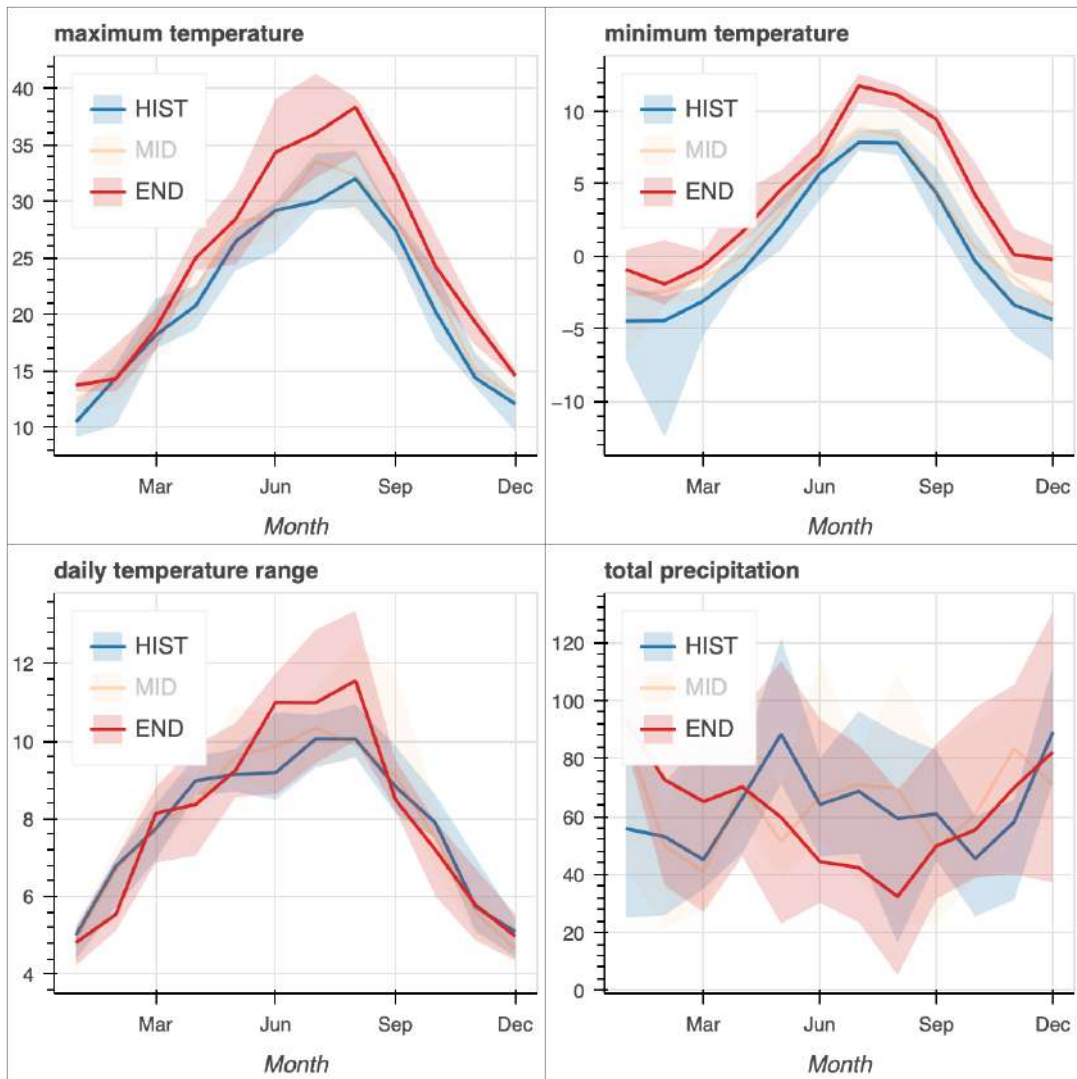 maximum temperature
40
35
30
25
20
15
10
HIST
MID
END
Mar
Jun
Sep
Dec
Month
minimum temperature
10
5
0
−5
−10
HIST
MID
END
Mar
Jun
Sep
Dec
Month
daily temperature range
12
10
8
6
4
HIST
MID
END
Mar
Jun
Sep
Dec
Month
total precipitation
120
100
80
60
40
20
0
HIST
MID
END
Mar
Jun
Sep
Dec
Month